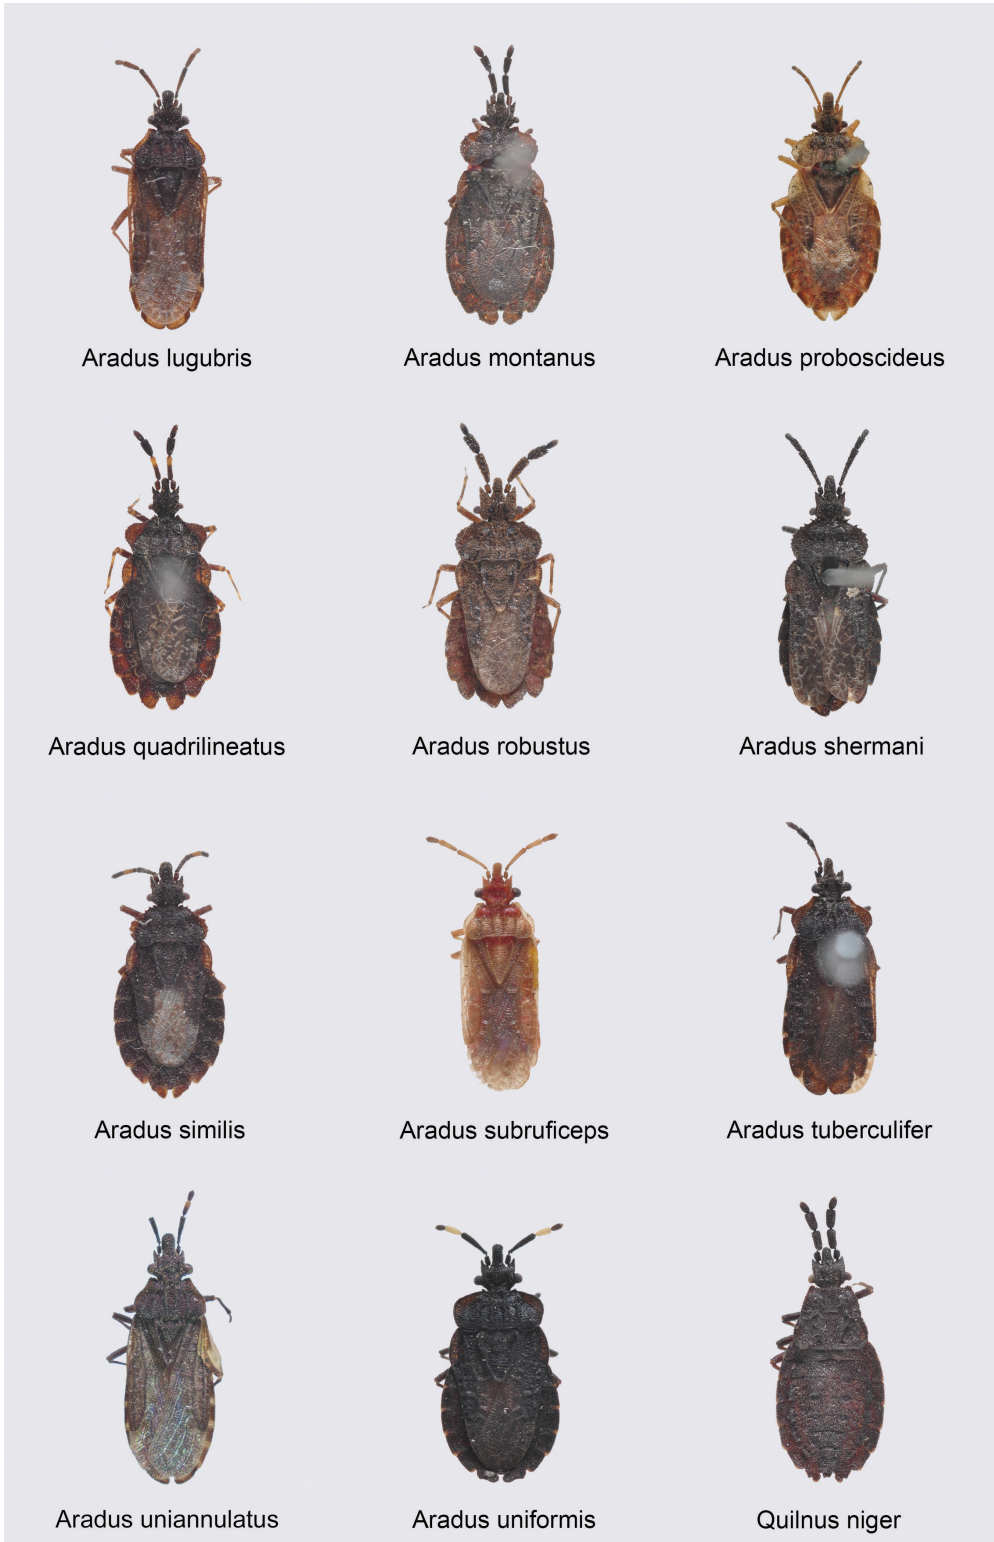 Aradus lugubris
Aradus montanus
Aradus proboscideus
Aradus quadrilineatus
Aradus robustus
Aradus shermani
Aradus similis
Aradus subruficeps
Aradus tuberculifer
Aradus uniannulatus
Aradus uniformis
Quilnus niger